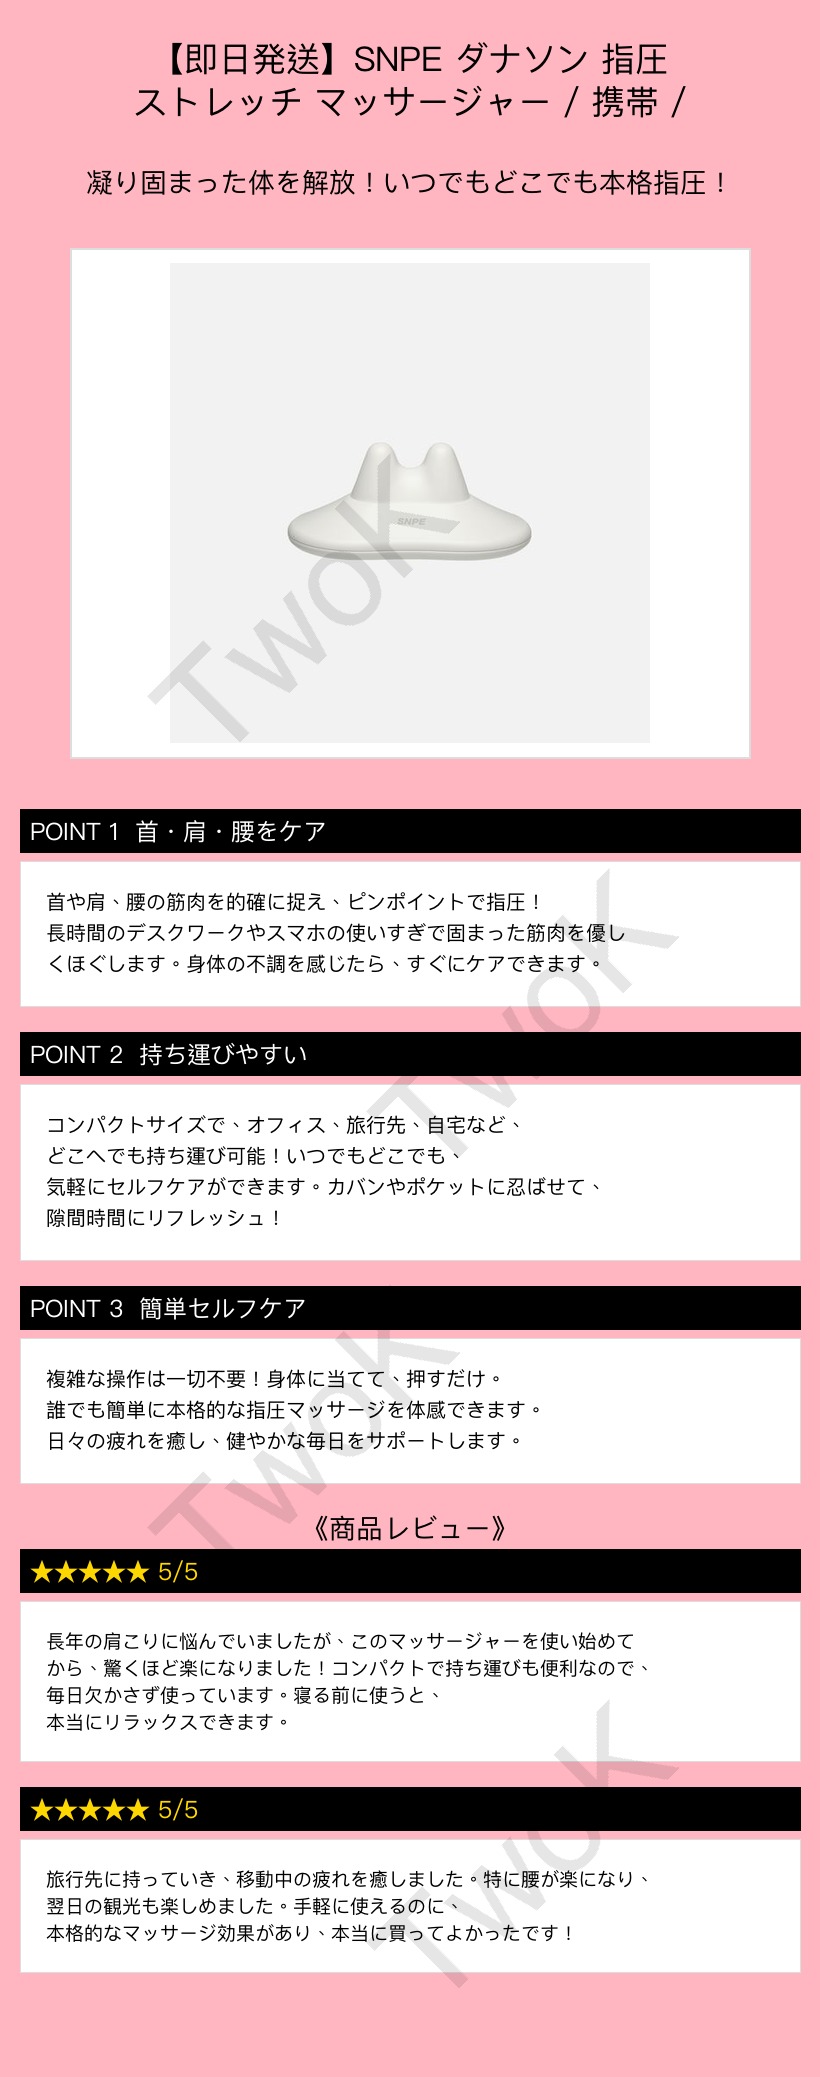 【即日発送】SNPE ダナソン 指圧
ストレッチ マッサージャー / 携帯 /
凝り固まった体を解放！いつでもどこでも本格指圧！
SNPE
TwoK
POINT 1 首・肩・腰をケア
首や肩、腰の筋肉を的確に捉え、ピンポイントで指圧！
長時間のデスクワークやスマホの使いすぎで固まった筋肉を優し
くほぐします。身体の不調を感じたら、すぐにケアできます。
TwoK
POINT 2 持ち運びやすい
コンパクトサイズで、オフィス、旅行先、自宅など、
どこへでも持ち運び可能！いつでもどこでも、
気軽にセルフケアができます。カバンやポケットに忍ばせて、
隙間時間にリフレッシュ！
POINT 3 簡単セルフケア
複雑な操作は一切不要！身体に当てて、押すだけ。
誰でも簡単に本格的な指圧マッサージを体感できます。
日々の疲れを癒し、健やかな毎日をサポートします。
TwoK
《商品レビュー》
★★★★★ 5/5
長年の肩こりに悩んでいましたが、このマッサージャーを使い始めて
から、驚くほど楽になりました！コンパクトで持ち運びも便利なので、
毎日欠かさず使っています。寝る前に使うと、
本当にリラックスできます。
★★★★★ 5/5
旅行先に持っていき、移動中の疲れを癒しました。特に腰が楽になり、
翌日の観光も楽しめました。手軽に使えるのに、
本格的なマッサージ効果があり、本当に買ってよかったです！
TwoK